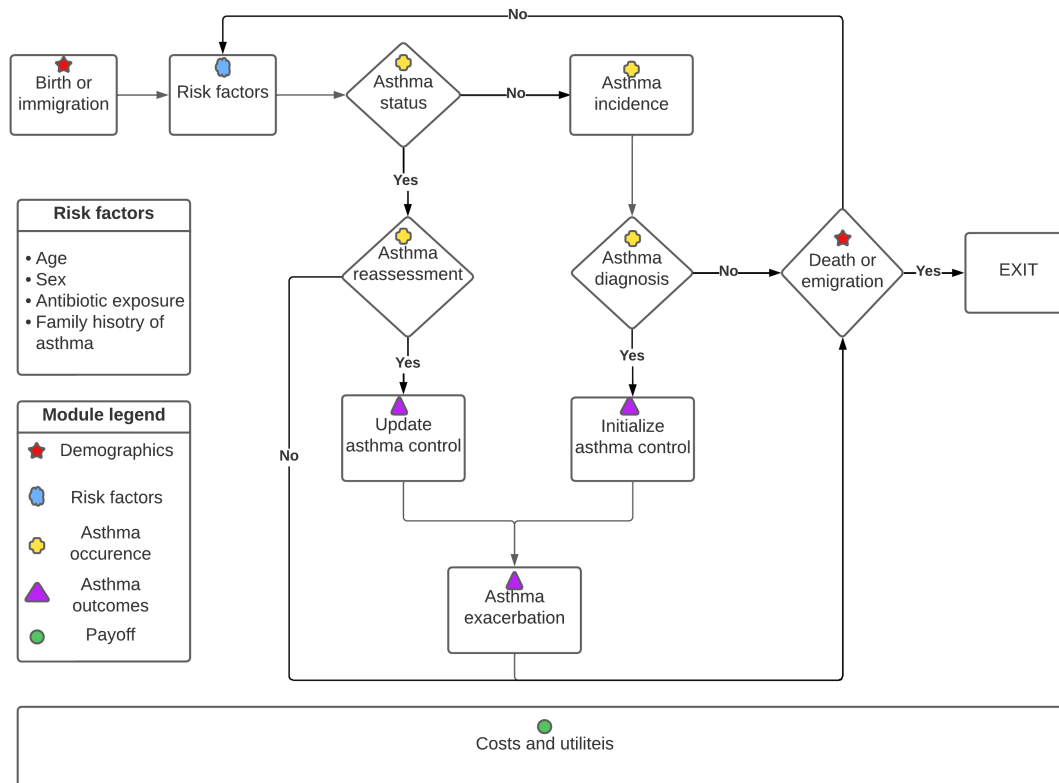 No
Birth or
immigration
Risk factors
Asthma
status
No
Asthma
incidence
Yes
Risk factors
• Age
• Sex
• Antibiotic exposure
• Family hisotry of
asthma
Asthma
reassessment
Asthma
diagnosis
No
Death or
emigration
Yes
EXIT
Yes
Yes
Module legend
Demographics
Risk factors
Asthma
occurence
Asthma
outcomes
Payoff
No
Update
asthma control
Initialize
asthma control
Asthma
exacerbation
Costs and utiliteis